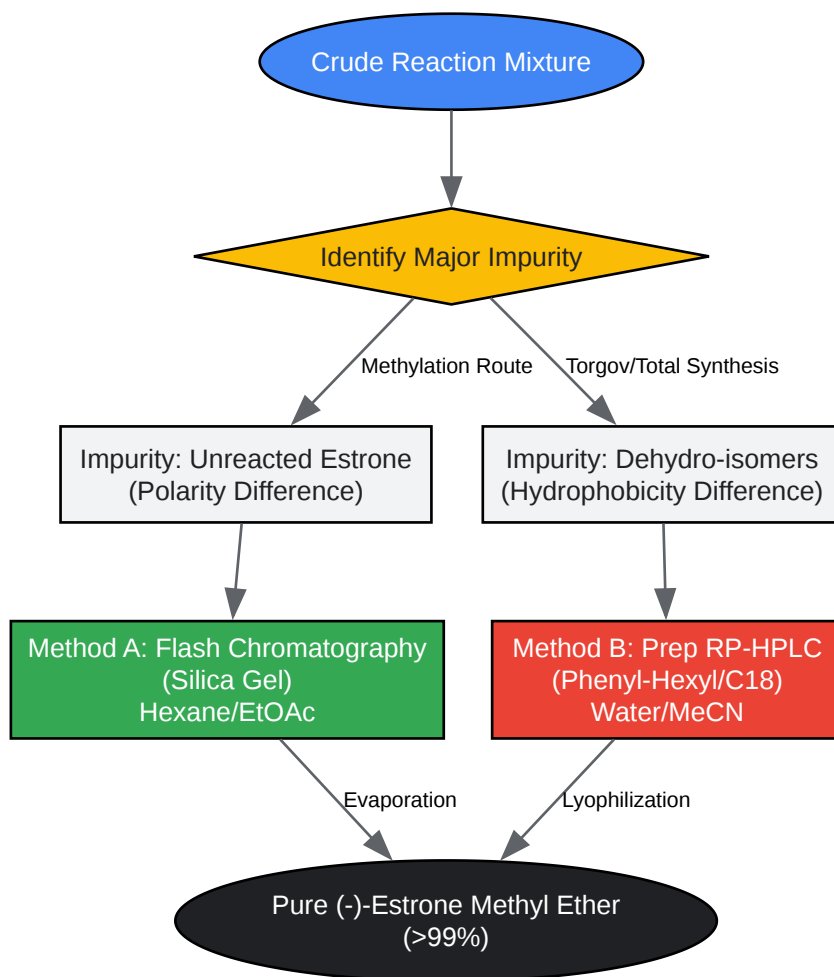 Crude Reaction Mixture
Identify Major Impurity
Methylation Route
Torgov/Total Synthesis
Impurity: Unreacted Estrone
(Polarity Difference)
Impurity: Dehydro-isomers
(Hydrophobicity Difference)
Method A: Flash Chromatography
(Silica Gel)
Hexane/EtOAc
Method B: Prep RP-HPLC
(Phenyl-Hexyl/C18)
Water/MeCN
Evaporation
Lyophilization
Pure (-)-Estrone Methyl Ether
(>99%)